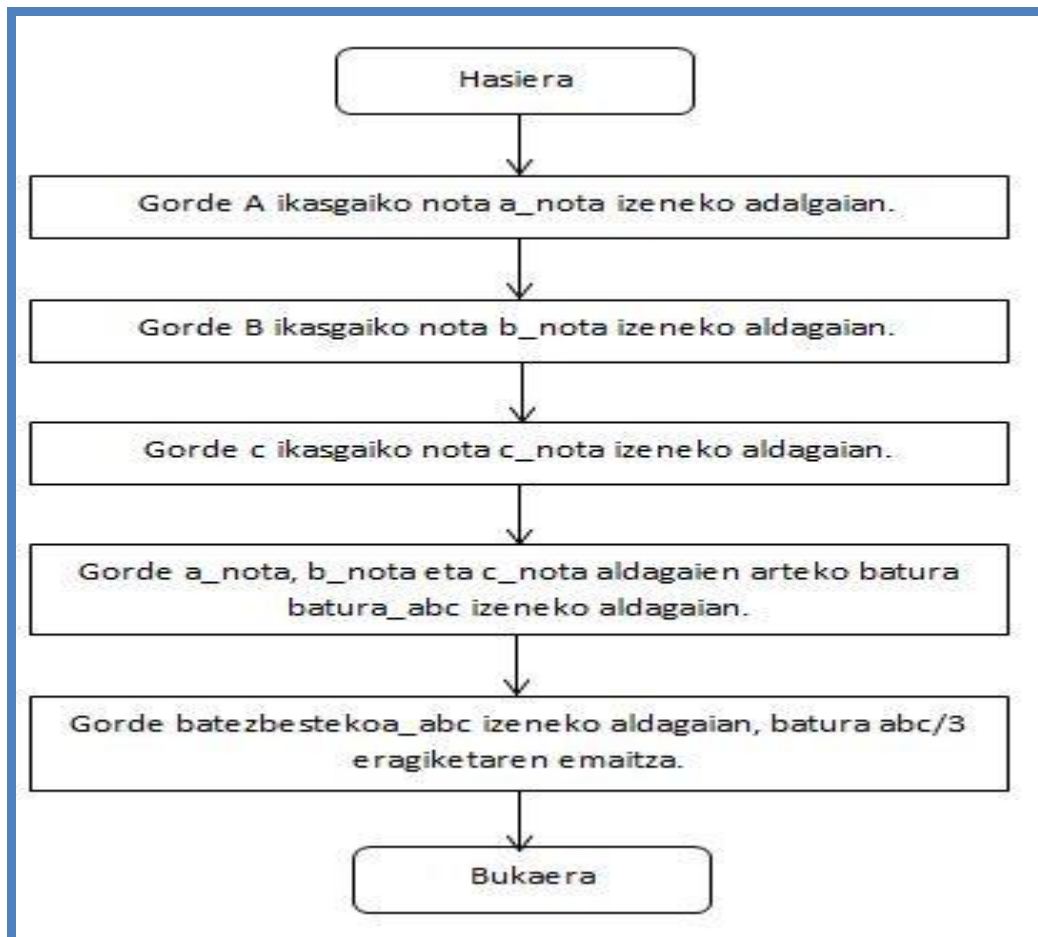 Hasiera
Gorde A ikasgaiko nota a_nota izeneko adalgaian.
Gorde B ikasgaiko nota b_nota izeneko aldagaian.
Gorde c ikasgaiko nota c_nota izeneko aldagaian.
Gorde a_nota, b_nota eta c_nota aldagaien arteko batura
batura_abc izeneko aldagaian.
Gorde batezbestekoa_abc izeneko aldagaian, batura abc/3
eragiketaren emaitza.
Bukaera